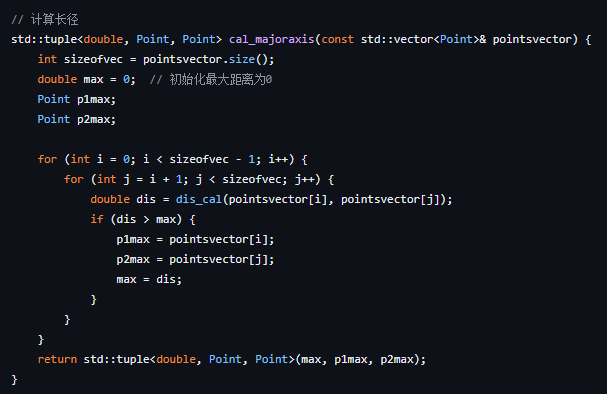 // 计算长径
std::tuple<double, Point, Point> cal_majoraxis(const std::vector<Point>& pointsvector) {
    int sizeofvec = pointsvector.size();
    double max = 0;  // 初始化最大距离为0
    Point p1max;
    Point p2max;

    for (int i = 0; i < sizeofvec - 1; i++) {
        for (int j = i + 1; j < sizeofvec; j++) {
            double dis = dis_cal(pointsvector[i], pointsvector[j]);
            if (dis > max) {
                p1max = pointsvector[i];
                p2max = pointsvector[j];
                max = dis;
            }
        }
    }
    return std::tuple<double, Point, Point>(max, p1max, p2max);
}